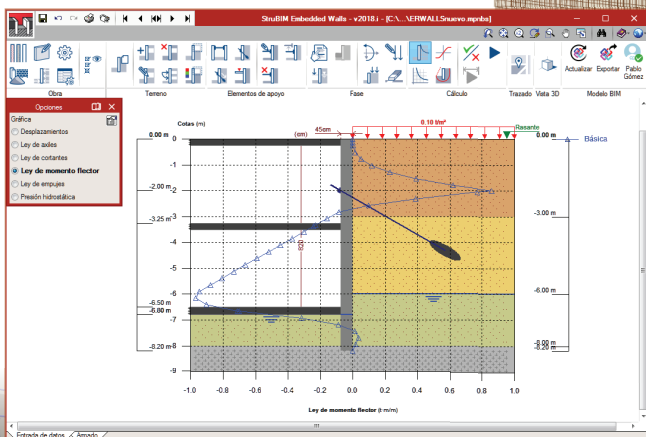 StruBIM Embedded Walls - v2018.i - [C:\...\ERWALLSnuevo.mpnbs]
Obra
Terreno
Elementos de apoyo
Fase
Cálculo
Trazado
Vista 3D
Actualizar
Exportar
Pablo Gómez
Modelo BIM
Opciones
Gráfica
Desplazamientos
Ley de axiles
Ley de cortantes
Ley de momento flector
Ley de empujes
Presión hidrostática
Cotas (m)
(cm)
45cm
0.10 t/m²
Rasante
Básica
0.00 m
0
0.00 m
-1
-2.00 m
-2
-3.25 m
-3
-3.00 m
-4
820
-5
-6
-6.00 m
-6.50 m
-6.80 m
-7
-8.20 m
-8
-8.00 m
-8.20 m
-9
-1.0 -0.8 -0.6 -0.4 -0.2 0.0 0.2 0.4 0.6 0.8 1.0
Ley de momento flector (t·m/m)
Entrada de datos
Armado